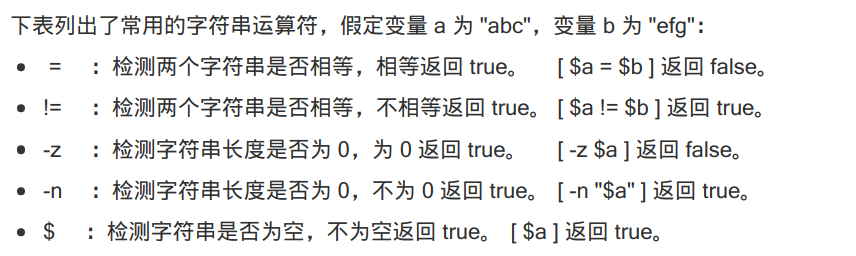 下表列出了常用的字符串运算符，假定变量 a 为 "abc"，变量 b 为 "efg"：
• = ：检测两个字符串是否相等，相等返回 true。 [ $a = $b ] 返回 false。
• != ：检测两个字符串是否相等，不相等返回 true。 [ $a != $b ] 返回 true。
• -z ：检测字符串长度是否为 0，为 0 返回 true。 [ -z $a ] 返回 false。
• -n ：检测字符串长度是否为 0，不为 0 返回 true。 [ -n "$a" ] 返回 true。
• $ ：检测字符串是否为空，不为空返回 true。 [ $a ] 返回 true。